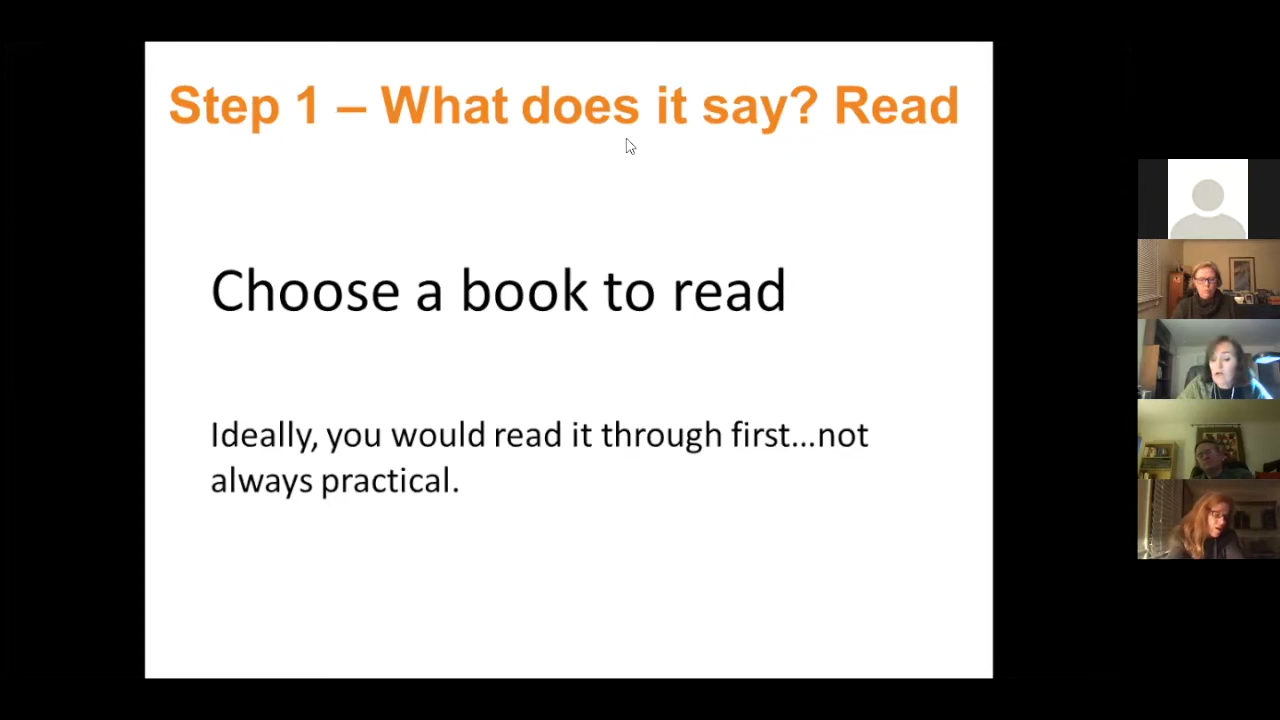 Step 1 – What does it say? Read
Choose a book to read
Ideally, you would read it through first...not
always practical.